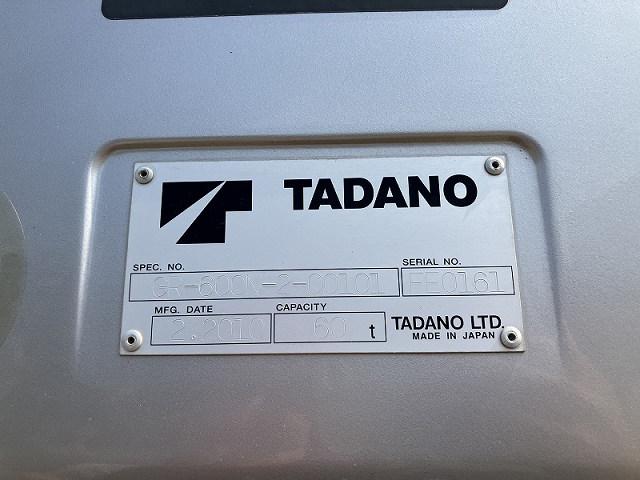 TADANO
SPEC. NO.
SERIAL NO.
GR-600N-2-00101
FE0161
MFG. DATE
CAPACITY
2.2010
60 t
TADANO LTD.
MADE IN JAPAN